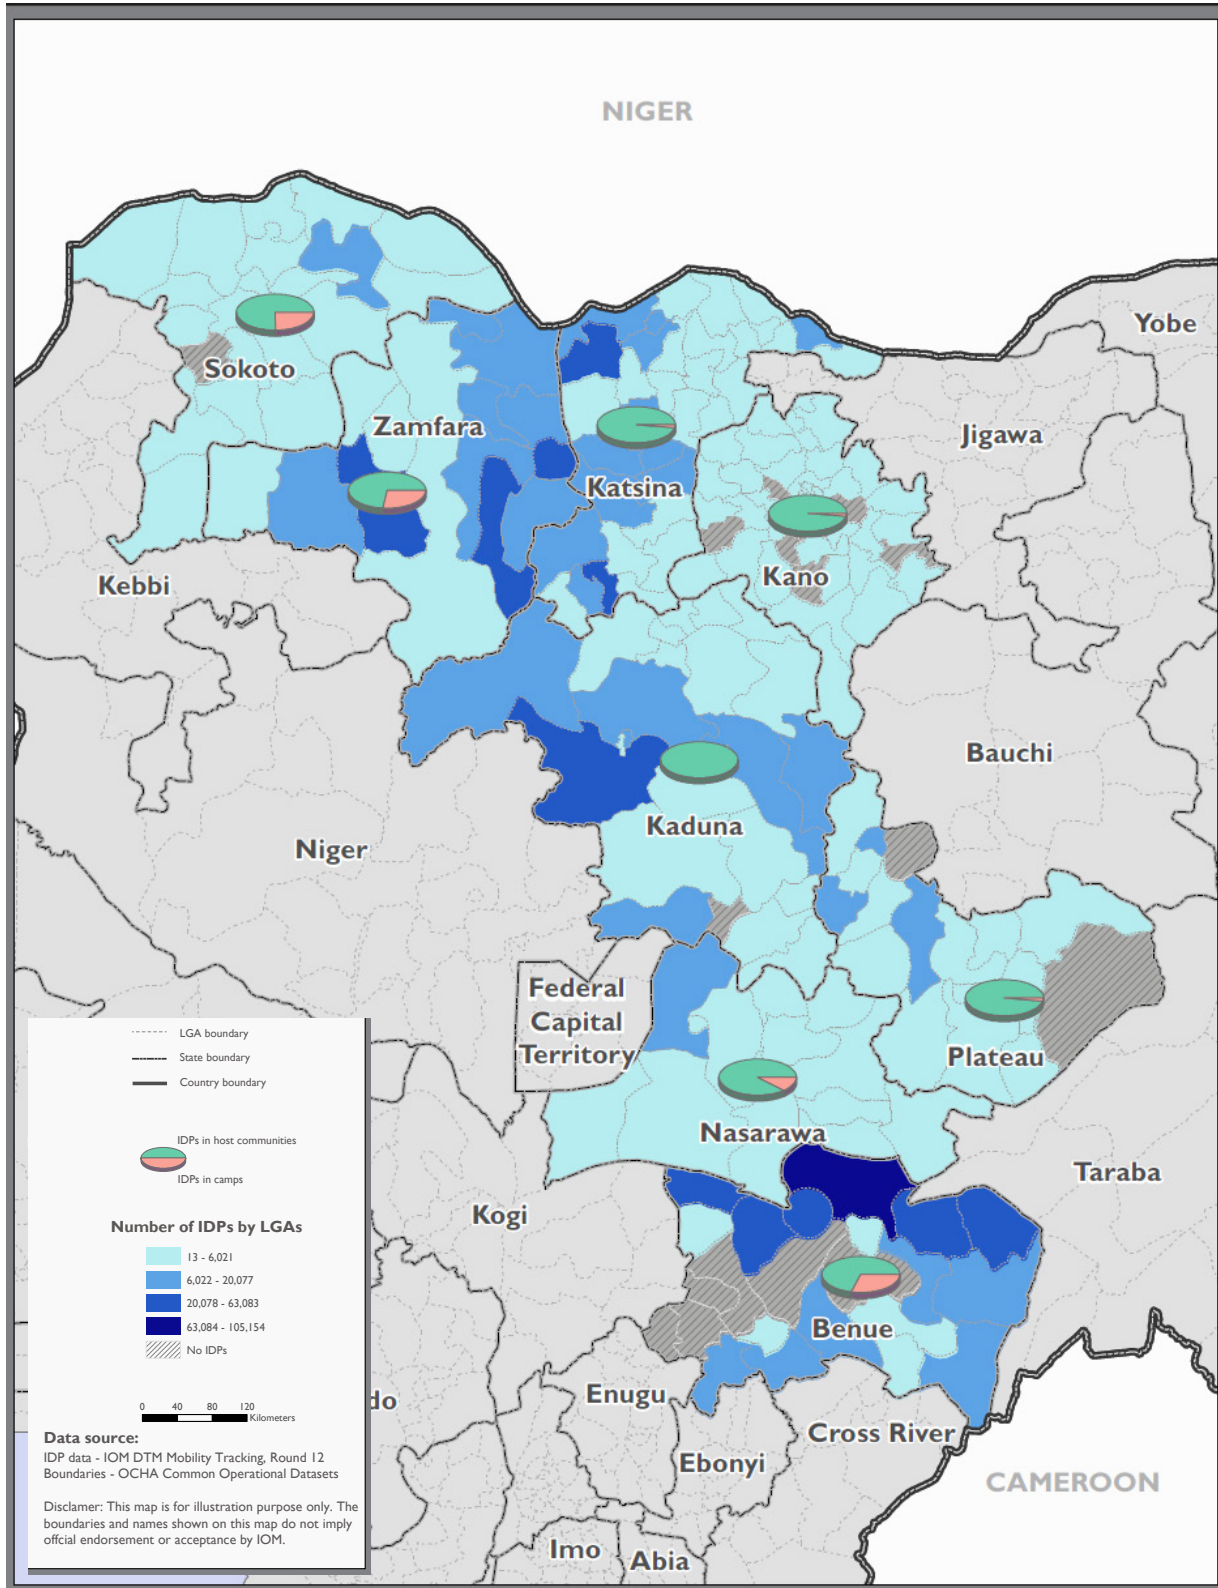 NIGER
Yobe
Sokoto
Zamfara
Jigawa
Katsina
Kano
Kebbi
Bauchi
Kaduna
Niger
Federal
Capital
Territory
Plateau
Nasarawa
Taraba
Kogi
Benue
Enugu
do
Cross River
Ebonyi
CAMEROON
Imo
Abia
LGA boundary
State boundary
Country boundary
IDPs in host communities
IDPs in camps
Number of IDPs by LGAs
13 - 6,021
6,022 - 20,077
20,078 - 63,083
63,084 - 105,154
No IDPs
0 40 80 120
Kilometers
Data source:
IDP data - IOM DTM Mobility Tracking, Round 12
Boundaries - OCHA Common Operational Datasets
Disclamer: This map is for illustration purpose only. The
boundaries and names shown on this map do not imply
offcial endorsement or acceptance by IOM.